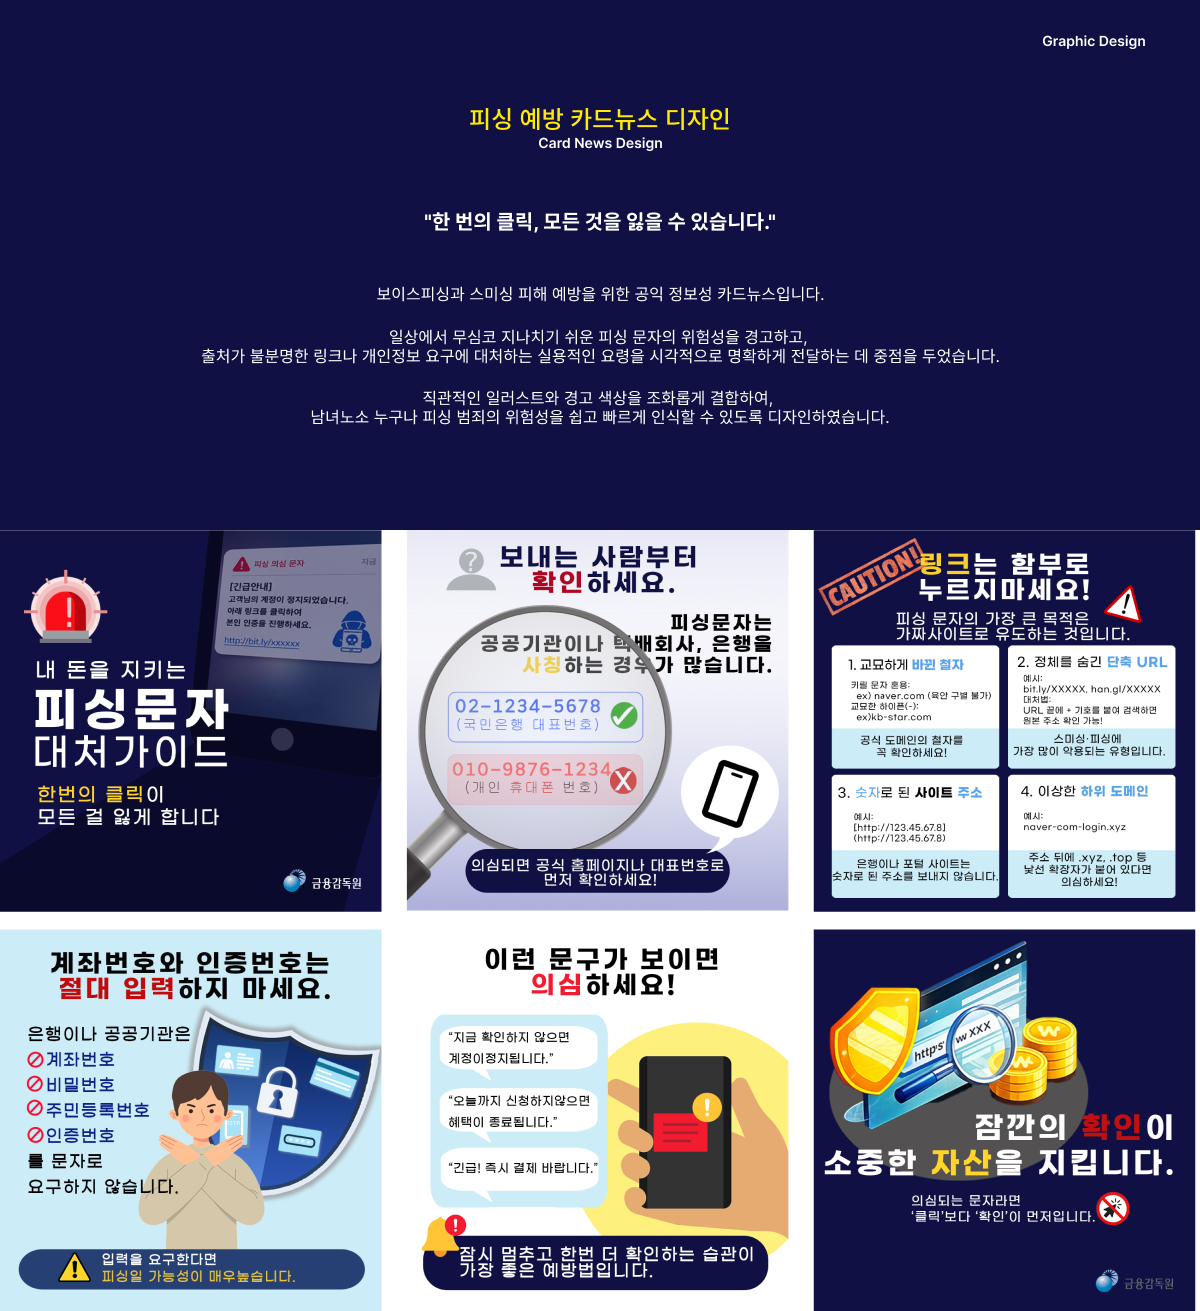 Graphic Design
피싱 예방 카드뉴스 디자인
Card News Design
"한 번의 클릭, 모든 것을 잃을 수 있습니다."
보이스피싱과 스미싱 피해 예방을 위한 공익 정보성 카드뉴스입니다.
일상에서 무심코 지나치기 쉬운 피싱 문자의 위험성을 경고하고,
출처가 불분명한 링크나 개인정보 요구에 대처하는 실용적인 요령을 시각적으로 명확하게 전달하는 데 중점을 두었습니다.
직관적인 일러스트와 경고 색상을 조화롭게 결합하여,
남녀노소 누구나 피싱 범죄의 위험성을 쉽고 빠르게 인식할 수 있도록 디자인하였습니다.
피싱 의심 문자
지금
[긴급안내]
고객님의 계정이 정지되었습니다.
아래 링크를 클릭하여
본인 인증을 진행하세요.
http://bit.ly/xxxxxx
내 돈을 지키는
피싱문자
대처가이드
한번의 클릭이
모든 걸 잃게 합니다
금융감독원
?
보내는 사람부터
확인하세요.
피싱문자는
공공기관이나 택배회사, 은행을
사칭하는 경우가 많습니다.
02-1234-5678
(국민은행 대표번호)
010-9876-1234
(개인 휴대폰 번호)
X
의심되면 공식 홈페이지나 대표번호로
먼저 확인하세요!
CAUTION!
링크는 함부로
누르지마세요!
!
피싱 문자의 가장 큰 목적은
가짜사이트로 유도하는 것입니다.
1. 교묘하게 바뀐 철자
키릴 문자 혼용:
ex) naver.com (육안 구별 불가)
교묘한 하이픈(-):
ex)kb-star.com
공식 도메인의 철자를
꼭 확인하세요!
2. 정체를 숨긴 단축 URL
예시:
bit.ly/XXXXX, han.gl/XXXXX
대처법:
URL 끝에 + 기호를 붙여 검색하면
원본 주소 확인 가능!
스미싱·피싱에
가장 많이 악용되는 유형입니다.
3. 숫자로 된 사이트 주소
예시:
[http://123.45.67.8]
(http://123.45.67.8)
은행이나 포털 사이트는
숫자로 된 주소를 보내지 않습니다.
4. 이상한 하위 도메인
예시:
naver-com-login.xyz
주소 뒤에 .xyz, .top 등
낯선 확장자가 붙어 있다면
의심하세요!
계좌번호와 인증번호는
절대 입력하지 마세요.
은행이나 공공기관은
계좌번호
비밀번호
주민등록번호
인증번호
를 문자로
요구하지 않습니다.
입력을 요구한다면
피싱일 가능성이 매우높습니다.
이런 문구가 보이면
의심하세요!
“지금 확인하지 않으면
계정이정지됩니다.”
“오늘까지 신청하지않으면
혜택이 종료됩니다.”
“긴급! 즉시 결제 바랍니다.”
!
!
잠시 멈추고 한번 더 확인하는 습관이
가장 좋은 예방법입니다.
https
w XXX
잠깐의 확인이
소중한 자산을 지킵니다.
의심되는 문자라면
‘클릭’보다 ‘확인’이 먼저입니다.
금융감독원